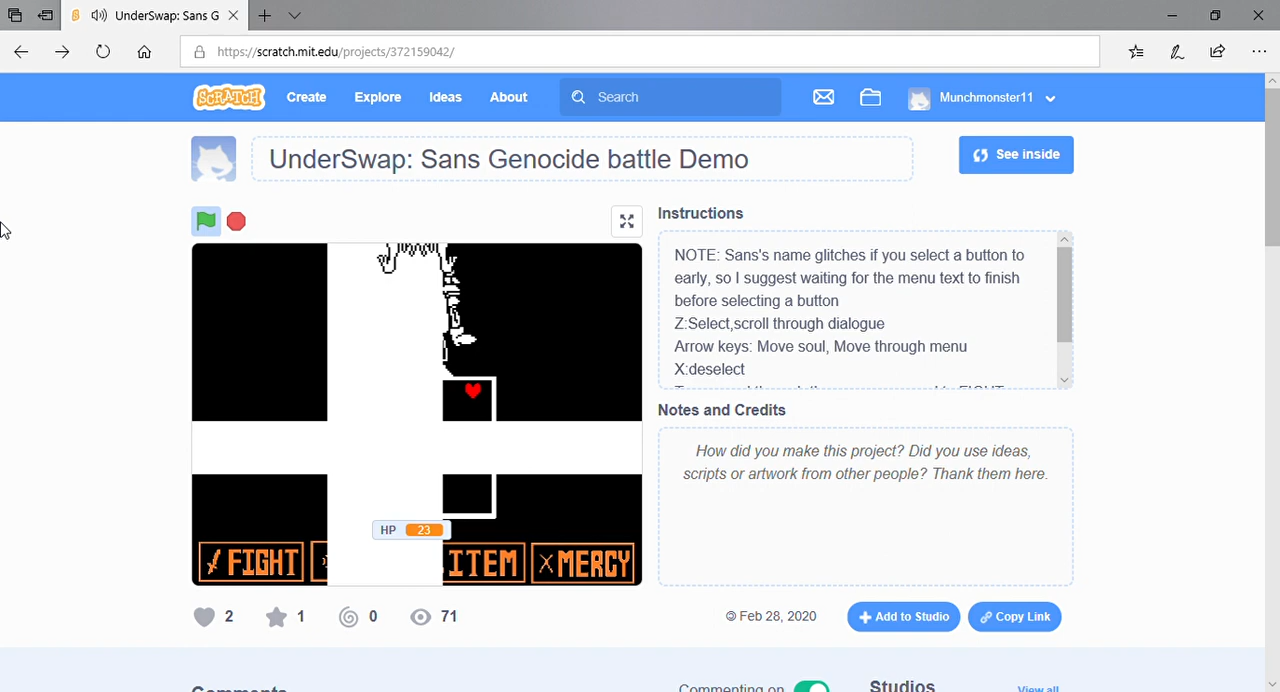 UnderSwap: Sans G
https://scratch.mit.edu/projects/372159042/
SCRATCH
Create
Explore
Ideas
About
Search
Munchmonster11
UnderSwap: Sans Genocide battle Demo
See inside
Instructions
NOTE: Sans's name glitches if you select a button to
early, so I suggest waiting for the menu text to finish
before selecting a button
Z:Select,scroll through dialogue
Arrow keys: Move soul, Move through menu
X:deselect
Notes and Credits
How did you make this project? Did you use ideas,
scripts or artwork from other people? Thank them here.
HP 23
FIGHT
ITEM
MERCY
2
1
0
71
© Feb 28, 2020
Add to Studio
Copy Link
Comments
Commenting on
Studios
View all